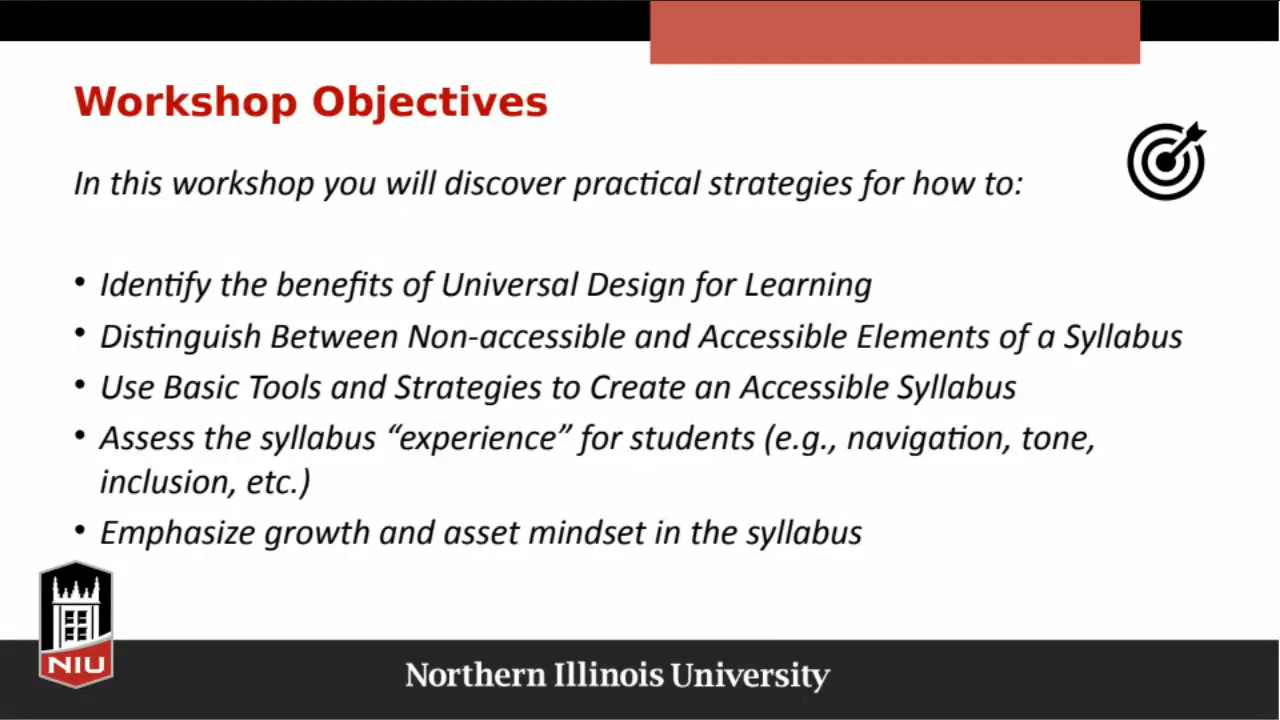 Workshop Objectives
In this workshop you will discover practical strategies for how to:
• Identify the benefits of Universal Design for Learning
• Distinguish Between Non-accessible and Accessible Elements of a Syllabus
• Use Basic Tools and Strategies to Create an Accessible Syllabus
• Assess the syllabus “experience” for students (e.g., navigation, tone,
inclusion, etc.)
• Emphasize growth and asset mindset in the syllabus
NIU
Northern Illinois University